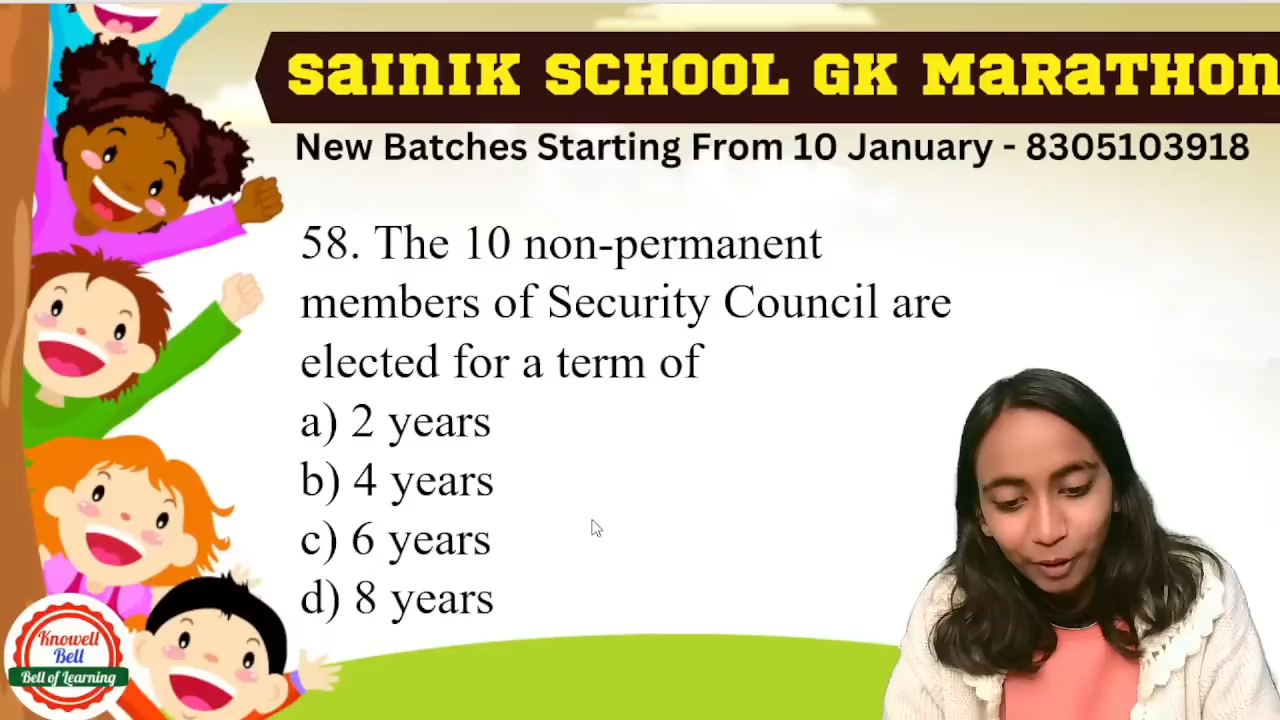 SAINIK SCHOOL GK MARATHON
New Batches Starting From 10 January - 8305103918
58. The 10 non-permanent
members of Security Council are
elected for a term of
a) 2 years
b) 4 years
c) 6 years
d) 8 years
Knowell
Bell
Bell of Learning